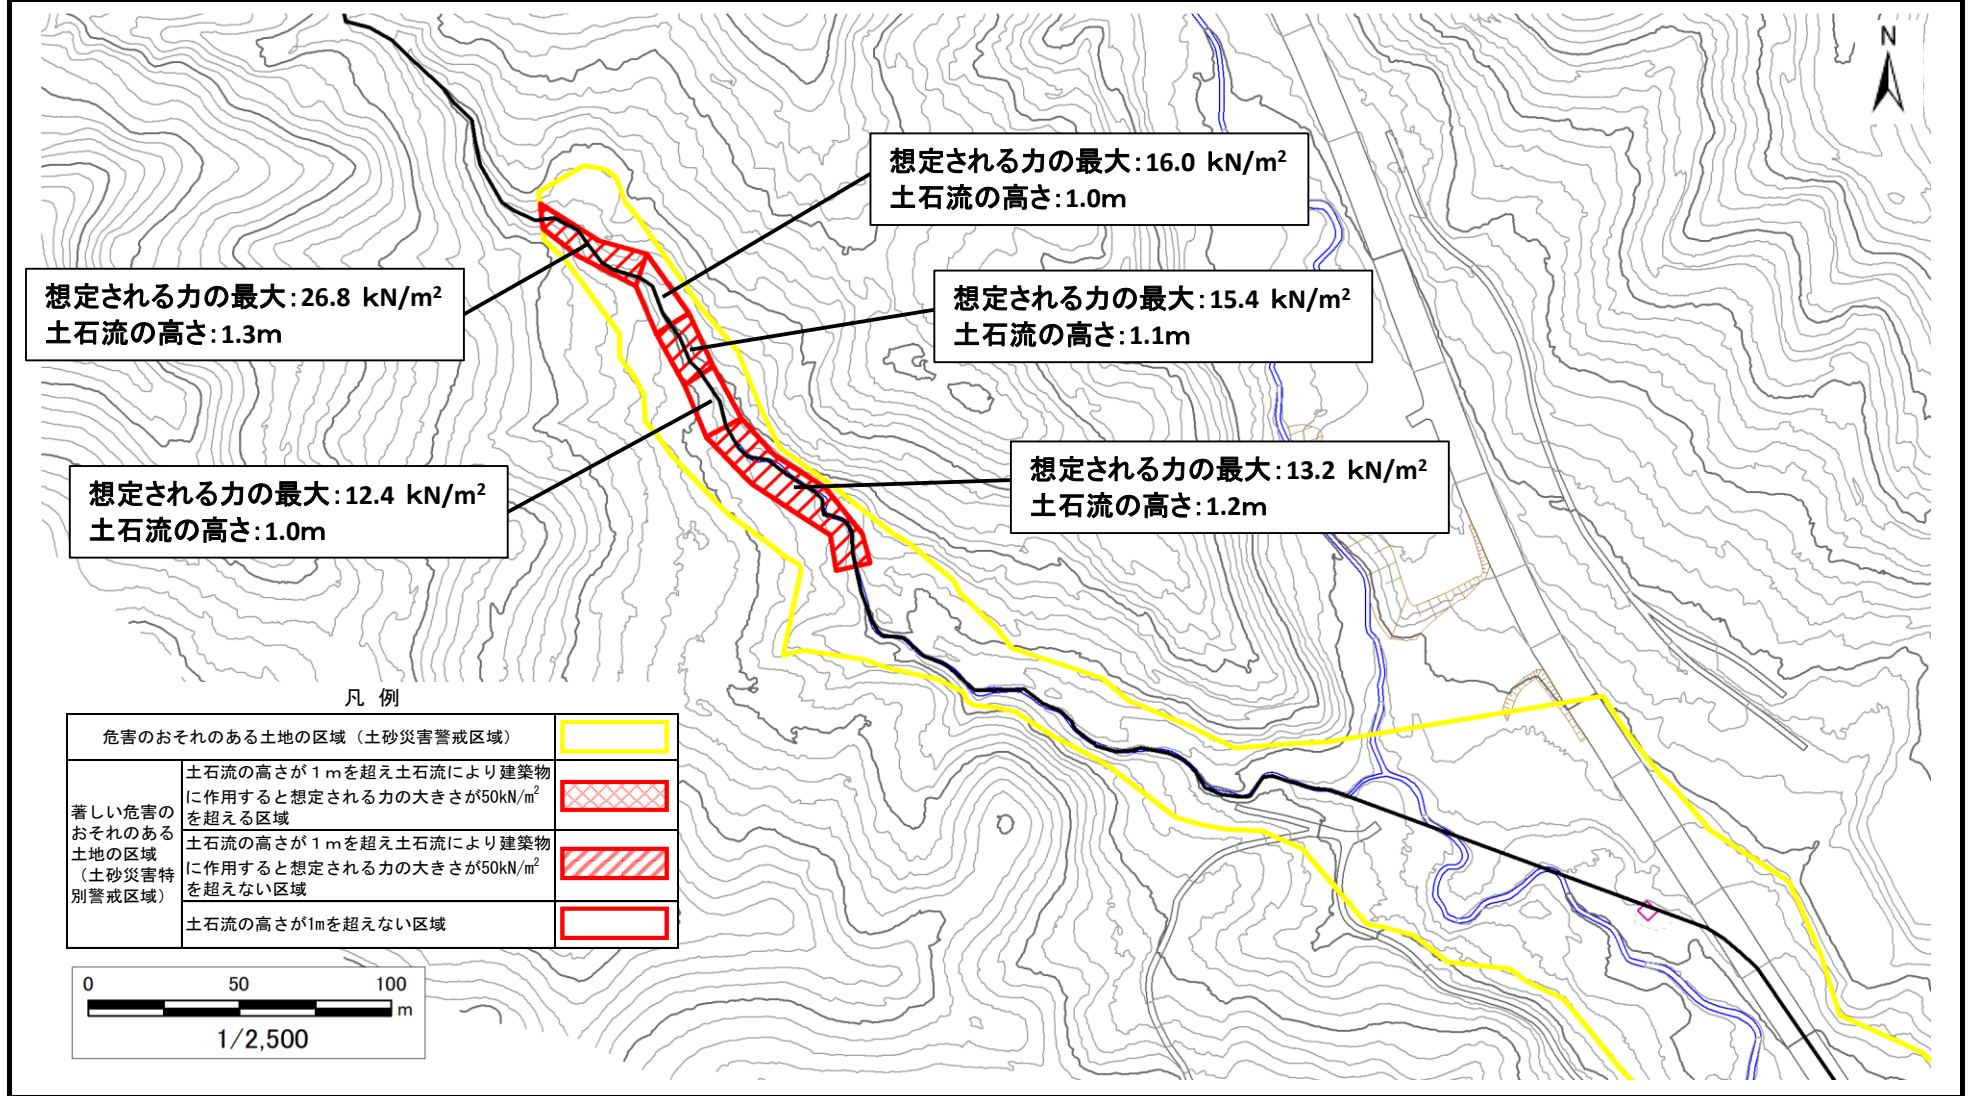 N
想定される力の最大：16.0 kN/m²
土石流の高さ：1.0m
想定される力の最大：26.8 kN/m²
土石流の高さ：1.3m
想定される力の最大：15.4 kN/m²
土石流の高さ：1.1m
想定される力の最大：12.4 kN/m²
土石流の高さ：1.0m
想定される力の最大：13.2 kN/m²
土石流の高さ：1.2m
凡 例
危害のおそれのある土地の区域（土砂災害警戒区域）
著しい危害の
おそれのある
土地の区域
（土砂災害特
別警戒区域）
土石流の高さが１ｍを超え土石流により建築物
に作用すると想定される力の大きさが50kN/㎡
を超える区域
土石流の高さが１ｍを超え土石流により建築物
に作用すると想定される力の大きさが50kN/㎡
を超えない区域
土石流の高さが1mを超えない区域
0 50 100
m
1/2,500